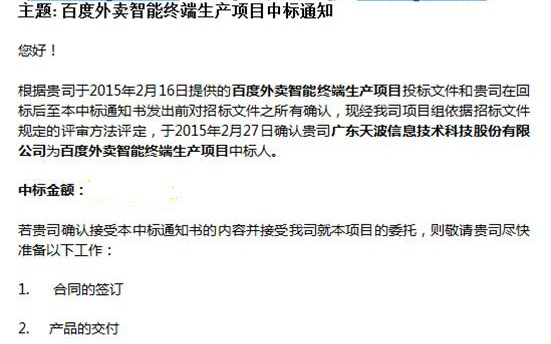 主题: 百度外卖智能终端生产项目中标通知
您好！
根据贵司于2015年2月16日提供的百度外卖智能终端生产项目投标文件和贵司在回
标后至本中标通知书发出前对招标文件之所有确认，现经我司项目组依据招标文件
规定的评审方法评定，于2015年2月27日确认贵司广东天波信息技术科技股份有限
公司为百度外卖智能终端生产项目中标人。
中标金额：
若贵司确认接受本中标通知书的内容并接受我司就本项目的委托，则敬请贵司尽快
准备以下工作：
1. 合同的签订
2. 产品的交付